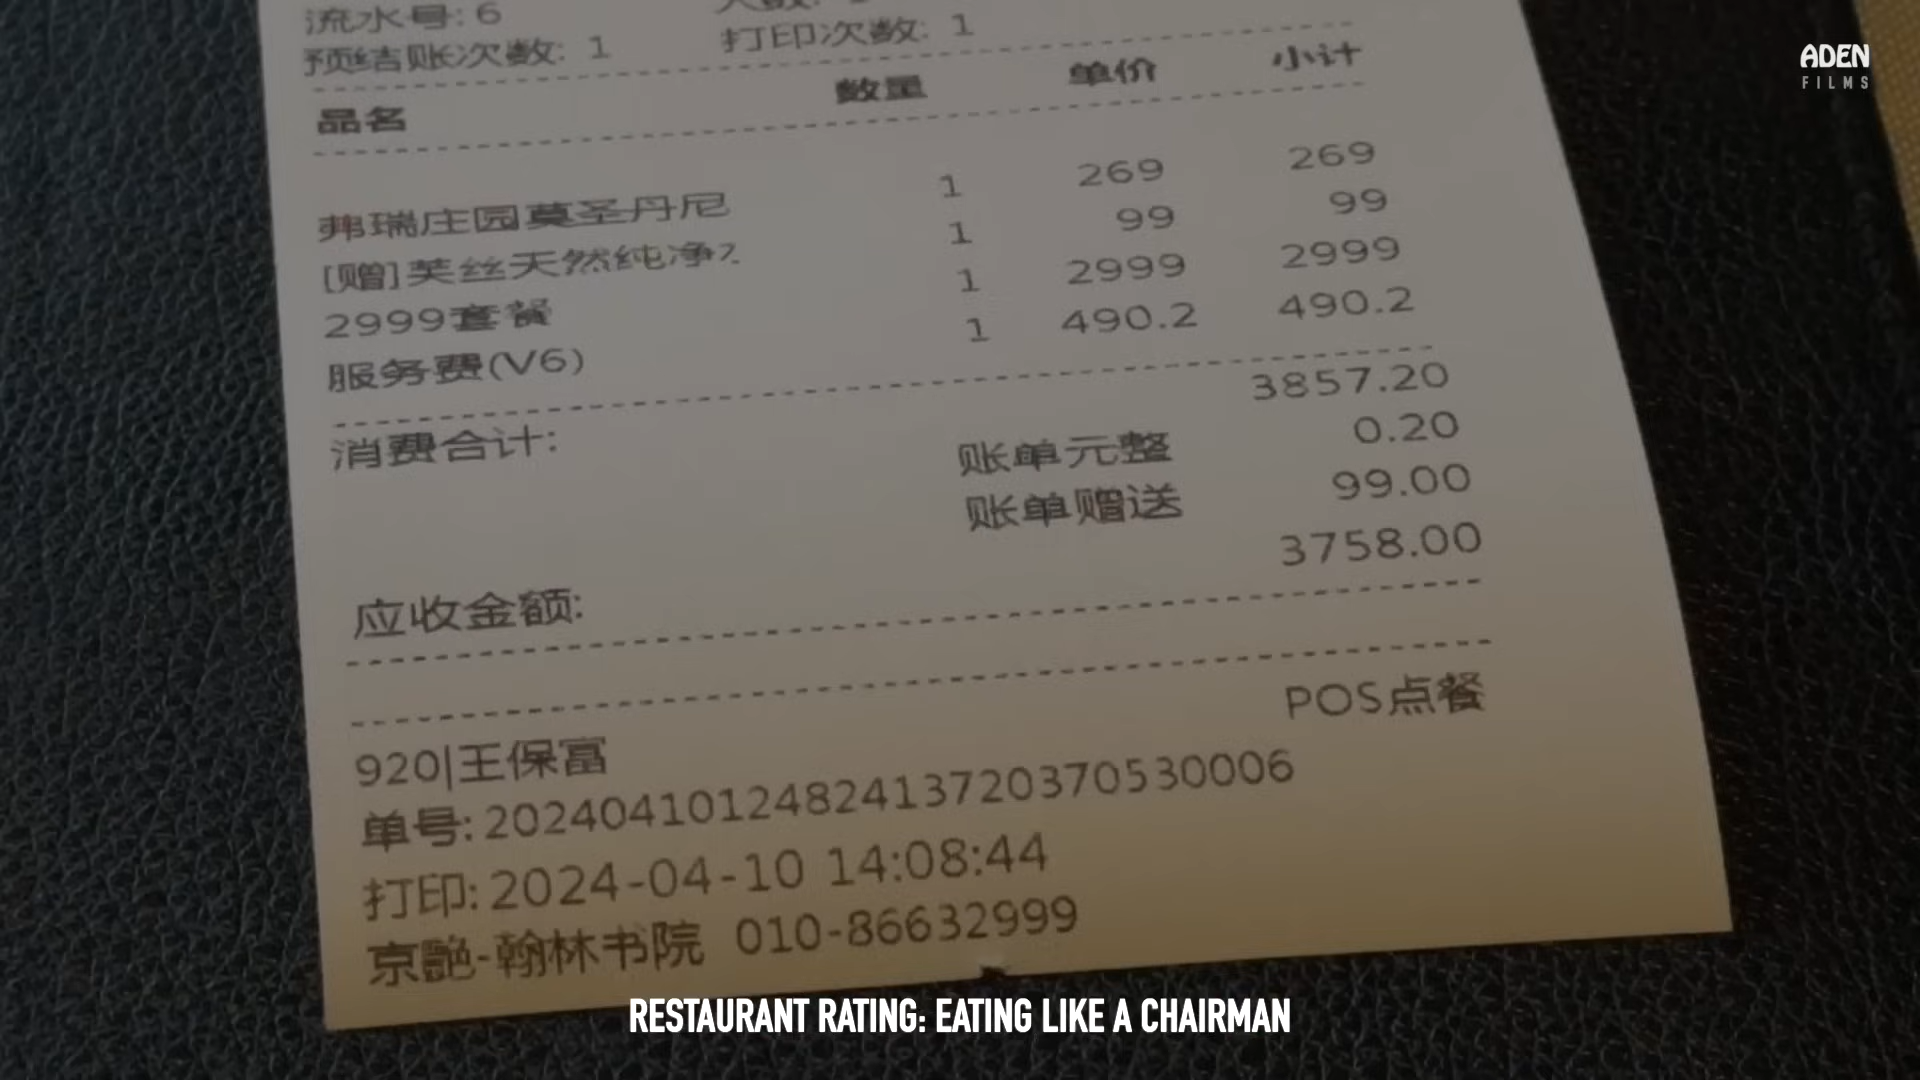 流水号: 6
预结账次数: 1 打印次数: 1
品名 数量 单价 小计
弗瑞庄园莫圣丹尼 1 269 269
[赠]芙丝天然纯净 1 99 99
2999套餐 1 2999 2999
服务费(V6) 1 490.2 490.2
消费合计: 3857.20
账单元整 0.20
账单赠送 99.00
应收金额: 3758.00
POS点餐
920|王保富
单号: 20240410124824137203705300​06
打印: 2024-04-10 14:08:44
京艷-翰林书院 010-86632999
ADEN
FILMS
RESTAURANT RATING: EATING LIKE A CHAIRMAN